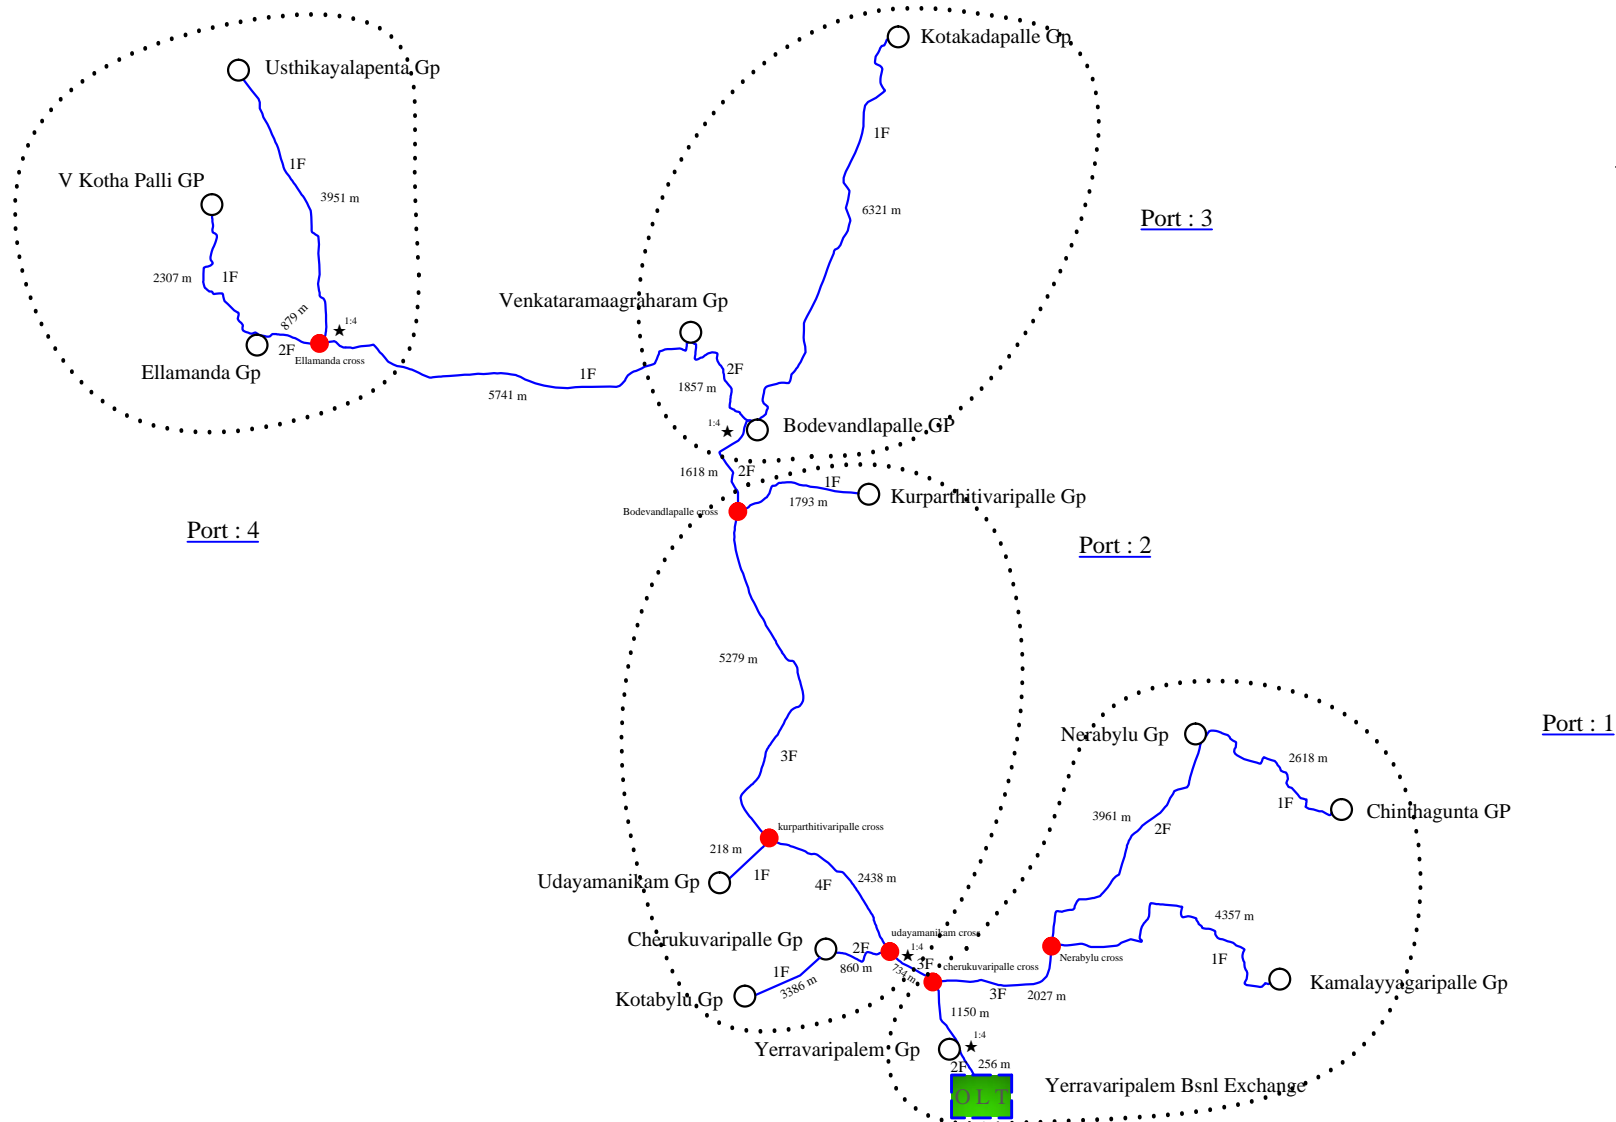 Kotakadapalle Gp
Usthikayalapenta Gp
1F
1F
V Kotha Palli GP
3951 m
6321 m
Port : 3
2307 m
1F
Venkataramaagraharam Gp
879 m
1:4
2F
Ellamanda cross
Ellamanda Gp
1F
2F
5741 m
1857 m
1:4
Bodevandlapalle GP
1618 m
2F
1F
Kurparthitivaripalle Gp
1793 m
Bodevandlapalle cross
Port : 4
Port : 2
5279 m
Port : 1
Nerabylu Gp
3F
2618 m
1F
Chinthagunta GP
3961 m
2F
kurparthitivaripalle cross
218 m
1F
Udayamanikam Gp
4F
2438 m
4357 m
udayamanikam cross
Cherukuvaripalle Gp
2F
1:4
3F
860 m
734 m
cherukuvaripalle cross
Nerabylu cross
1F
1F
3386 m
Kotabylu Gp
3F
2027 m
Kamalayyagaripalle Gp
1150 m
1:4
Yerravaripalem Gp
2F
256 m
Yerravaripalem Bsnl Exchange
O L T